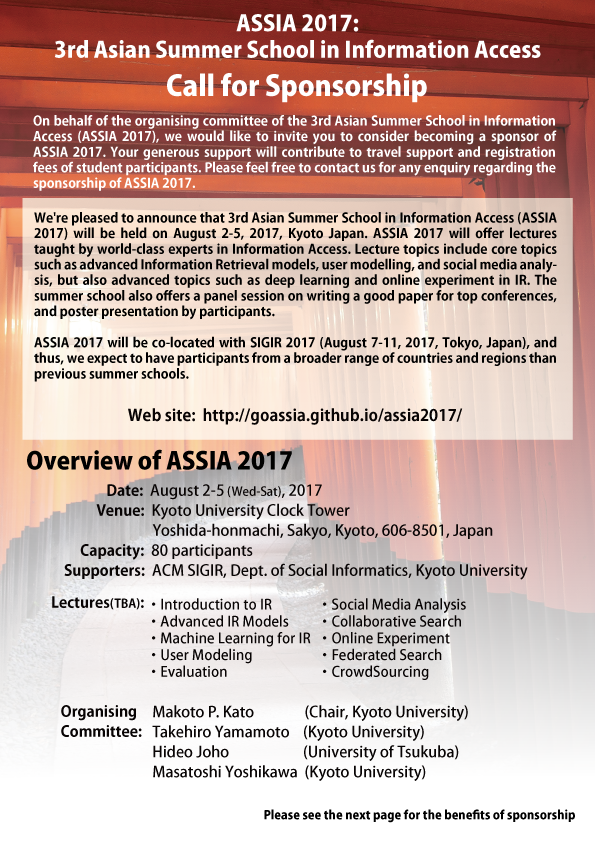 ASSIA 2017:
3rd Asian Summer School in Information Access
Call for Sponsorship
On behalf of the organising committee of the 3rd Asian Summer School in Information
Access (ASSIA 2017), we would like to invite you to consider becoming a sponsor of
ASSIA 2017. Your generous support will contribute to travel support and registration
fees of student participants. Please feel free to contact us for any enquiry regarding the
sponsorship of ASSIA 2017.
We're pleased to announce that 3rd Asian Summer School in Information Access (ASSIA
2017) will be held on August 2-5, 2017, Kyoto Japan. ASSIA 2017 will offer lectures
taught by world-class experts in Information Access. Lecture topics include core topics
such as advanced Information Retrieval models, user modelling, and social media analy-
sis, but also advanced topics such as deep learning and online experiment in IR. The
summer school also offers a panel session on writing a good paper for top conferences,
and poster presentation by participants.
ASSIA 2017 will be co-located with SIGIR 2017 (August 7-11, 2017, Tokyo, Japan), and
thus, we expect to have participants from a broader range of countries and regions than
previous summer schools.
Web site: http://goassia.github.io/assia2017/
Overview of ASSIA 2017
Date: August 2-5 (Wed-Sat), 2017
Venue: Kyoto University Clock Tower
Yoshida-honmachi, Sakyo, Kyoto, 606-8501, Japan
Capacity: 80 participants
Supporters: ACM SIGIR, Dept. of Social Informatics, Kyoto University
Lectures(TBA): • Introduction to IR • Social Media Analysis
• Advanced IR Models • Collaborative Search
• Machine Learning for IR • Online Experiment
• User Modeling • Federated Search
• Evaluation • CrowdSourcing
Organising Makoto P. Kato (Chair, Kyoto University)
Committee: Takehiro Yamamoto (Kyoto University)
Hideo Joho (University of Tsukuba)
Masatoshi Yoshikawa (Kyoto University)
Please see the next page for the benefits of sponsorship